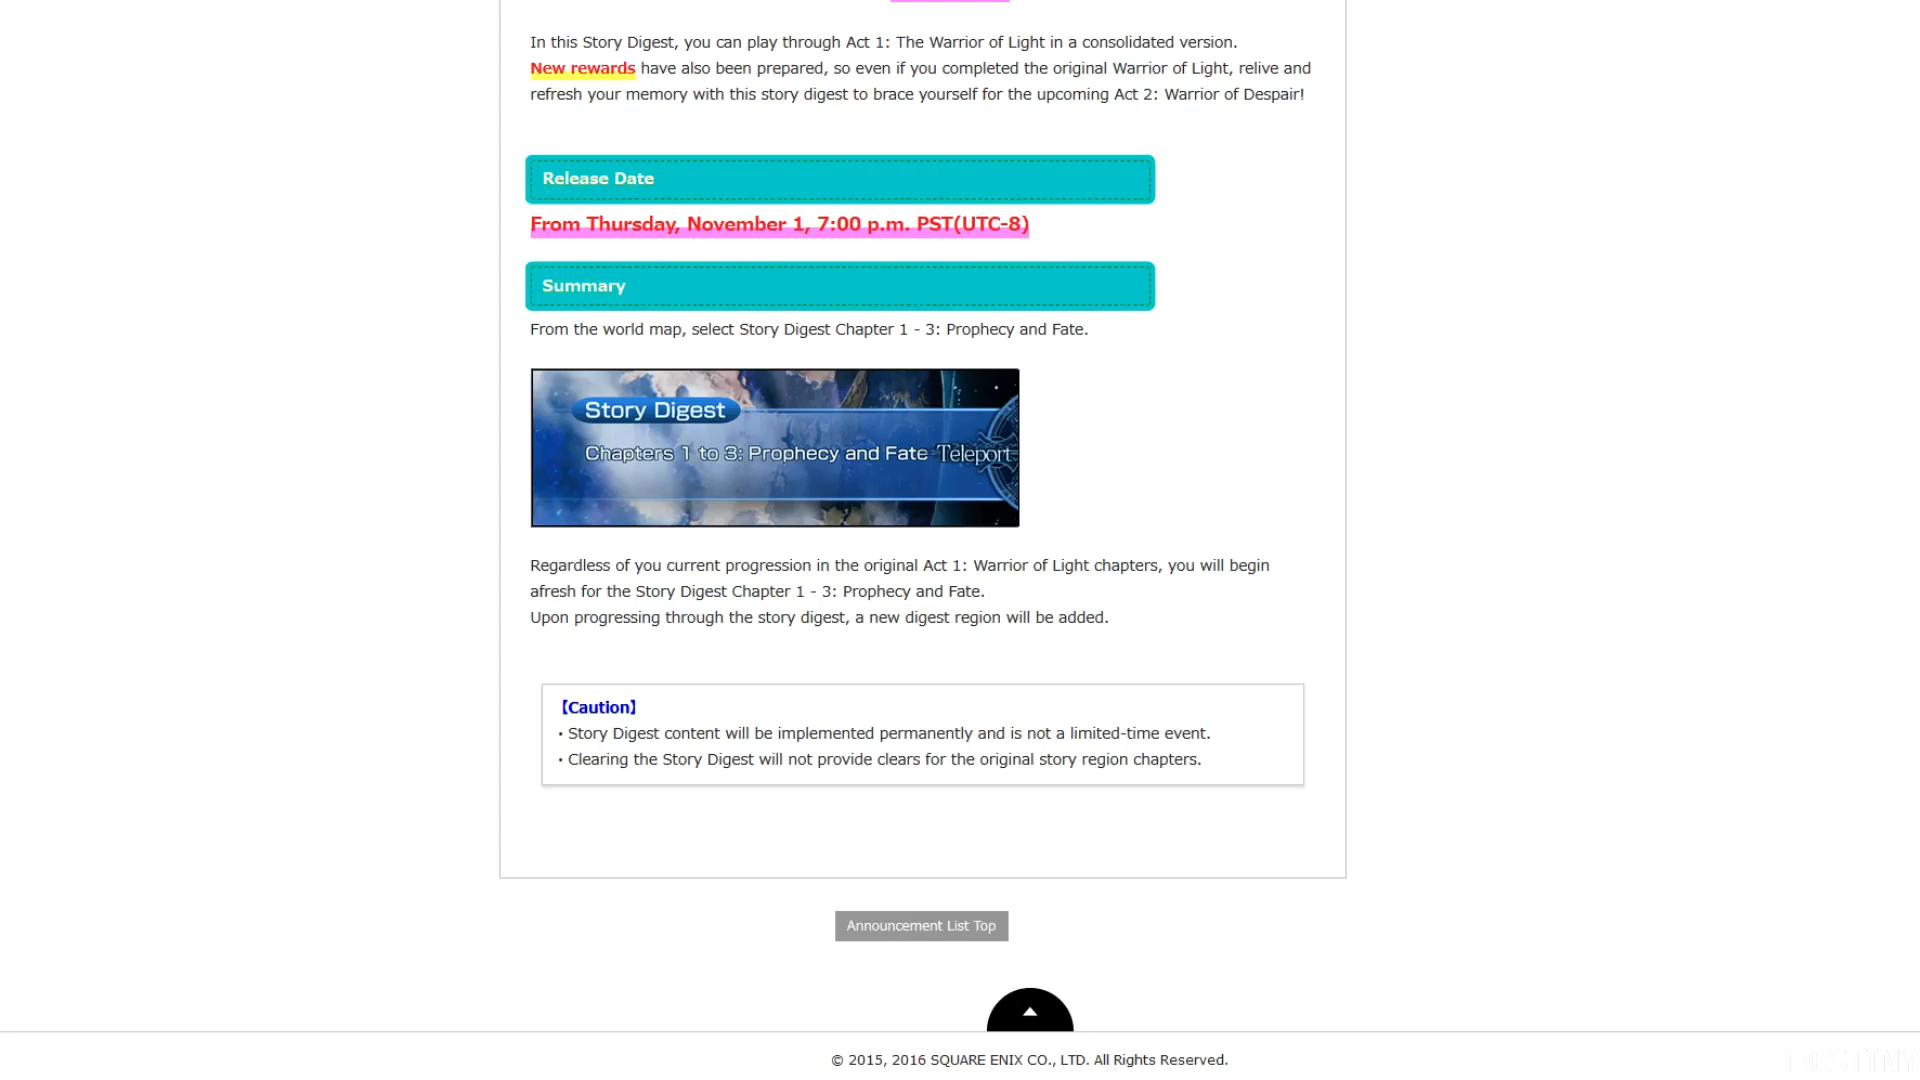 In this Story Digest, you can play through Act 1: The Warrior of Light in a consolidated version.
New rewards have also been prepared, so even if you completed the original Warrior of Light, relive and
refresh your memory with this story digest to brace yourself for the upcoming Act 2: Warrior of Despair!
Release Date
From Thursday, November 1, 7:00 p.m. PST(UTC-8)
Summary
From the world map, select Story Digest Chapter 1 - 3: Prophecy and Fate.
Story Digest
Chapters 1 to 3: Prophecy and Fate Teleport
Regardless of you current progression in the original Act 1: Warrior of Light chapters, you will begin
afresh for the Story Digest Chapter 1 - 3: Prophecy and Fate.
Upon progressing through the story digest, a new digest region will be added.
【Caution】
・Story Digest content will be implemented permanently and is not a limited-time event.
・Clearing the Story Digest will not provide clears for the original story region chapters.
Announcement List Top
© 2015, 2016 SQUARE ENIX CO., LTD. All Rights Reserved.